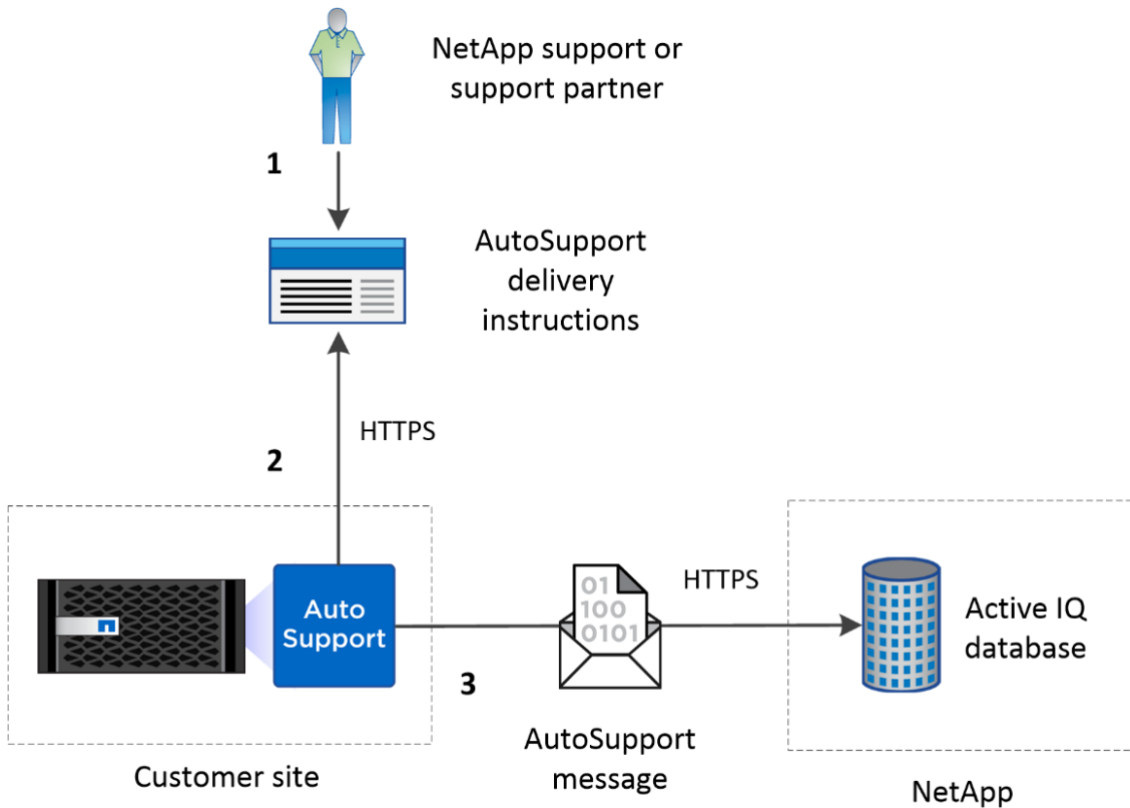 NetApp support or
support partner
1
AutoSupport
delivery
instructions
HTTPS
2
Auto
Support
3
01
100
0101
HTTPS
Active IQ
database
AutoSupport
message
Customer site
NetApp